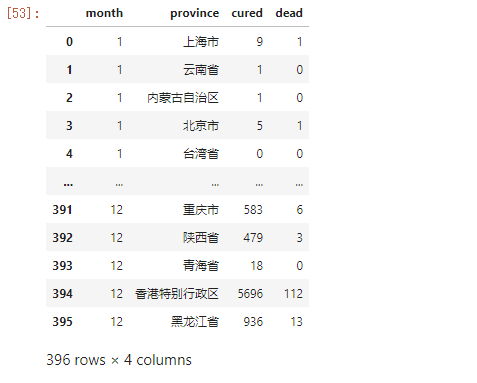 [53]: month province cured dead
0 1 上海市 9 1
1 1 云南省 1 0
2 1 内蒙古自治区 1 0
3 1 北京市 5 1
4 1 台湾省 0 0
... ... ... ... ...
391 12 重庆市 583 6
392 12 陕西省 479 3
393 12 青海省 18 0
394 12 香港特别行政区 5696 112
395 12 黑龙江省 936 13
396 rows × 4 columns